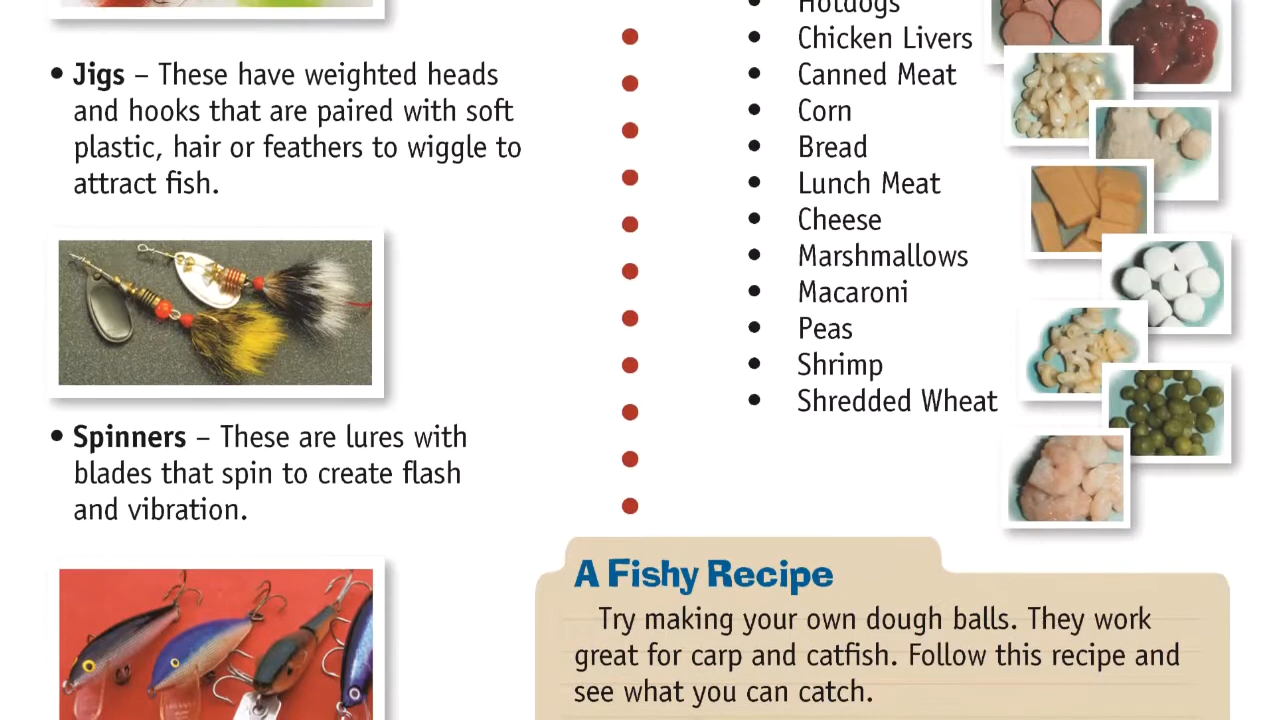 • Jigs – These have weighted heads
and hooks that are paired with soft
plastic, hair or feathers to wiggle to
attract fish.
• Spinners – These are lures with
blades that spin to create flash
and vibration.
• Hotdogs
• Chicken Livers
• Canned Meat
• Corn
• Bread
• Lunch Meat
• Cheese
• Marshmallows
• Macaroni
• Peas
• Shrimp
• Shredded Wheat
A Fishy Recipe
Try making your own dough balls. They work
great for carp and catfish. Follow this recipe and
see what you can catch.